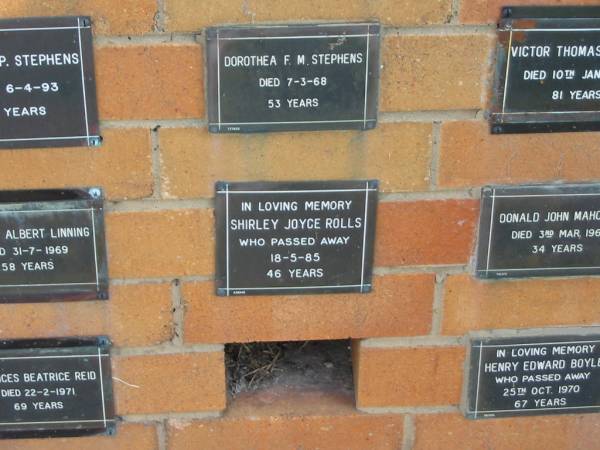 P. STEPHENS
6-4-93
YEARS
DOROTHEA F. M. STEPHENS
DIED 7-3-68
53 YEARS
VICTOR THOMAS
DIED 10TH JAN
81 YEARS
ALBERT LINNING
31-7-1969
58 YEARS
IN LOVING MEMORY
SHIRLEY JOYCE ROLLS
WHO PASSED AWAY
18-5-85
46 YEARS
DONALD JOHN
DIED 3RD MAR, 196
34 YEARS
BEATRICE REID
DIED 22-2-1971
69 YEARS
IN LOVING MEMORY
HENRY EDWARD BOYLE
WHO PASSED AWAY
25TH OCT. 1970
67 YEARS